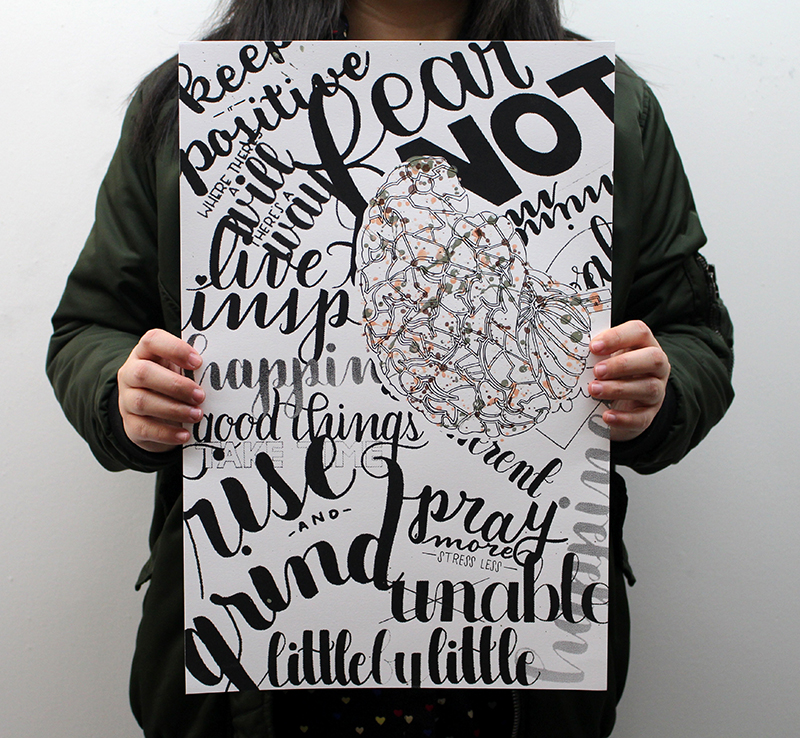 keep
positive
fear
NOT
WHERE THERE'S
A
will
THERE'S A
way
live
insp
happin
good things
TAKE TIME
rise
-AND-
grind
pray
more
STRESS LESS
unable
little by little
happine